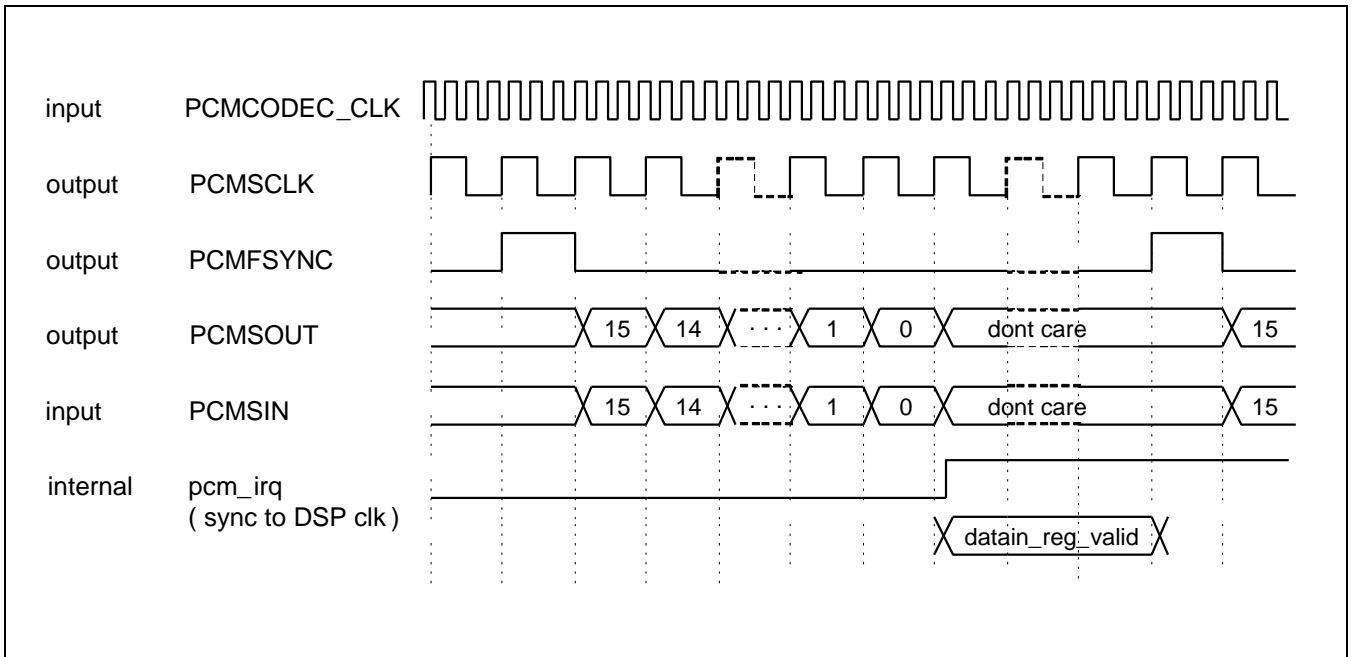 input PCMCODEC_CLK
output PCMSCLK
output PCMFSYNC
output PCMSOUT 15 14 · · · 1 0 dont care 15
input PCMSIN 15 14 · · · 1 0 dont care 15
internal pcm_irq
( sync to DSP clk )
datain_reg_valid